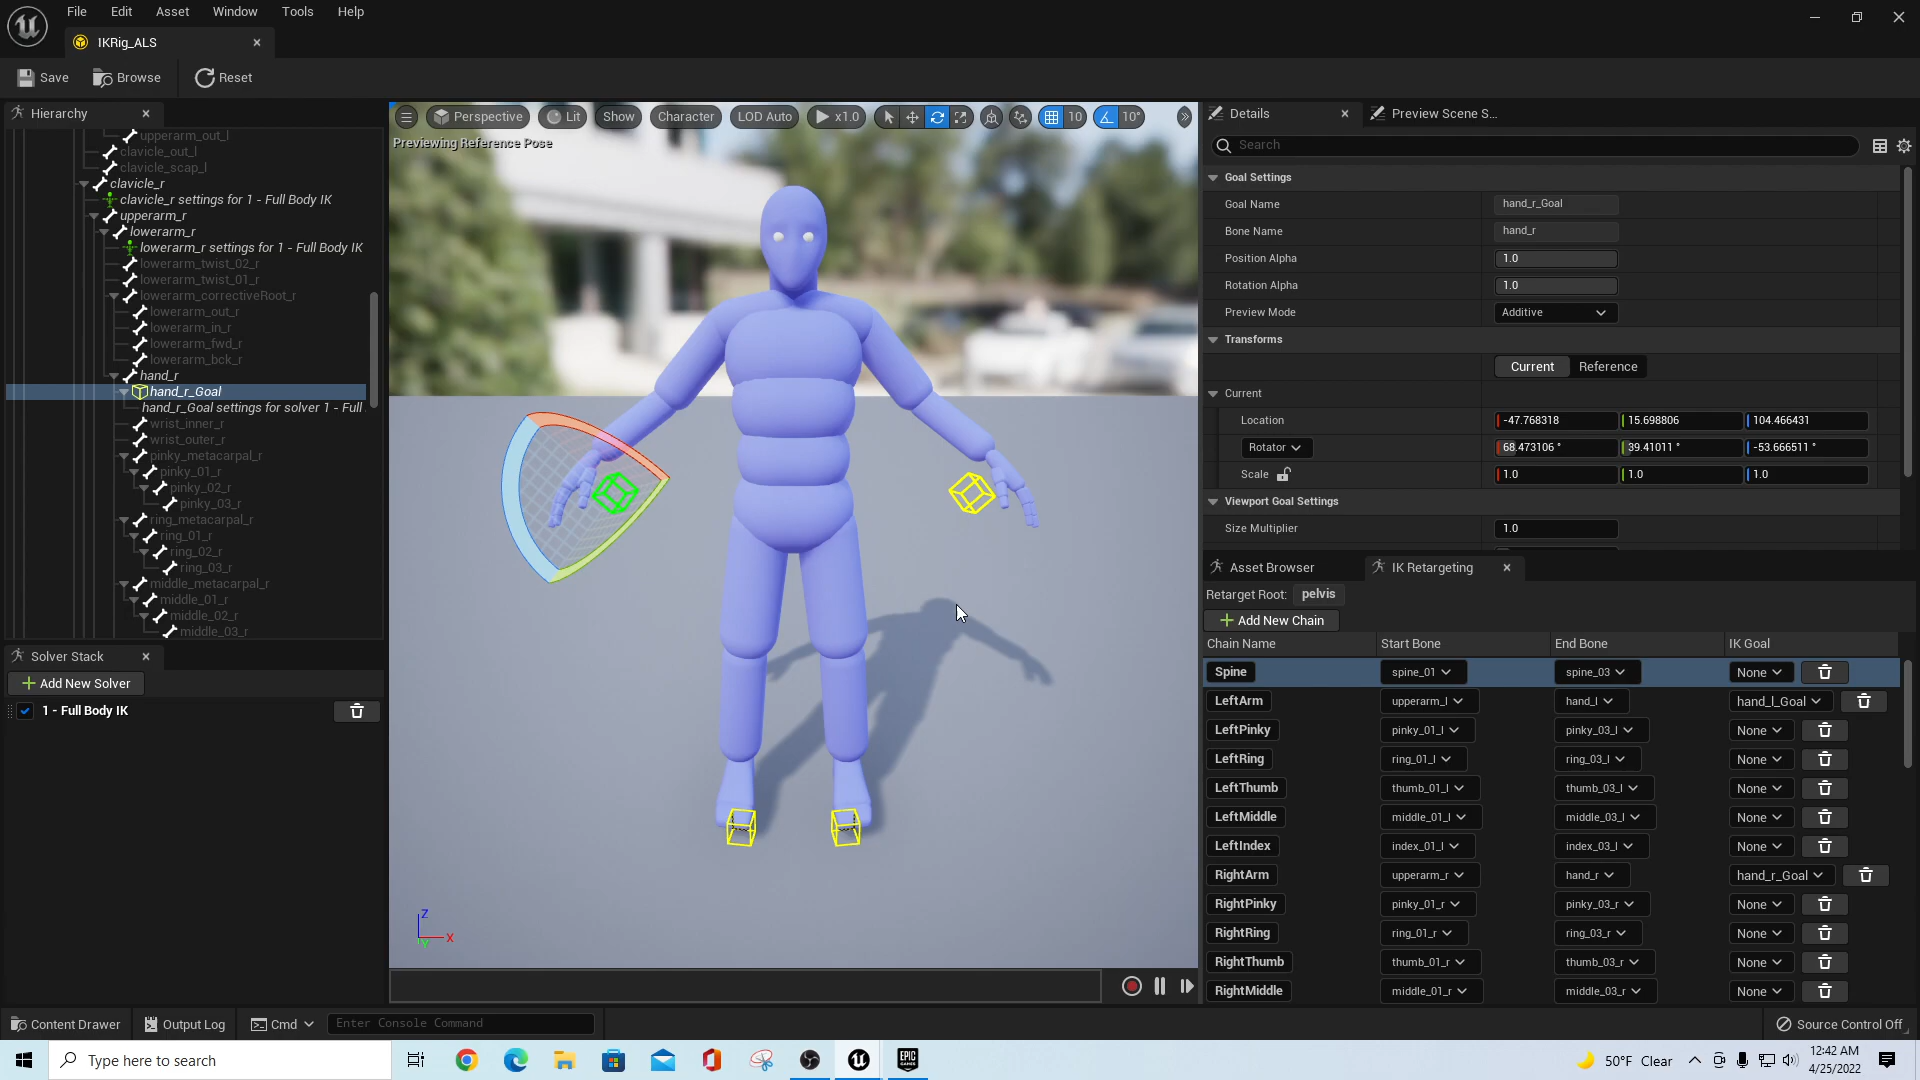 File Edit Asset Window Tools Help
IKRig_ALS
Save Browse Reset
Hierarchy
upperarm_out_l
clavicle_out_l
clavicle_scap_l
clavicle_r
clavicle_r settings for 1 - Full Body IK
upperarm_r
lowerarm_r
lowerarm_r settings for 1 - Full Body IK
lowerarm_twist_02_r
lowerarm_twist_01_r
lowerarm_correctiveRoot_r
lowerarm_out_r
lowerarm_in_r
lowerarm_fwd_r
lowerarm_bck_r
hand_r
hand_r_Goal
hand_r_Goal settings for solver 1 - Full
wrist_inner_r
wrist_outer_r
pinky_metacarpal_r
pinky_01_r
pinky_02_r
pinky_03_r
ring_metacarpal_r
ring_01_r
ring_02_r
ring_03_r
middle_metacarpal_r
middle_01_r
middle_02_r
middle_03_r
Solver Stack
Add New Solver
1 - Full Body IK
Perspective Lit Show Character LOD Auto x1.0 10 10°
Previewing Reference Pose
Z
X
Y
Details Preview Scene S...
Search
Goal Settings
Goal Name hand_r_Goal
Bone Name hand_r
Position Alpha 1.0
Rotation Alpha 1.0
Preview Mode Additive
Transforms
Current Reference
Current
Location -47.768318 15.698806 104.466431
Rotator 68.473106 ° 39.41011 ° -53.666511 °
Scale 1.0 1.0 1.0
Viewport Goal Settings
Size Multiplier 1.0
Asset Browser IK Retargeting
Retarget Root: pelvis
Add New Chain
Chain Name Start Bone End Bone IK Goal
Spine spine_01 spine_03 None
LeftArm upperarm_l hand_l hand_l_Goal
LeftPinky pinky_01_l pinky_03_l None
LeftRing ring_01_l ring_03_l None
LeftThumb thumb_01_l thumb_03_l None
LeftMiddle middle_01_l middle_03_l None
LeftIndex index_01_l index_03_l None
RightArm upperarm_r hand_r hand_r_Goal
RightPinky pinky_01_r pinky_03_r None
RightRing ring_01_r ring_03_r None
RightThumb thumb_01_r thumb_03_r None
RightMiddle middle_01_r middle_03_r None
Content Drawer Output Log Cmd Enter Console Command Source Control Off
Type here to search EPIC GAMES 50°F Clear 12:42 AM
4/25/2022